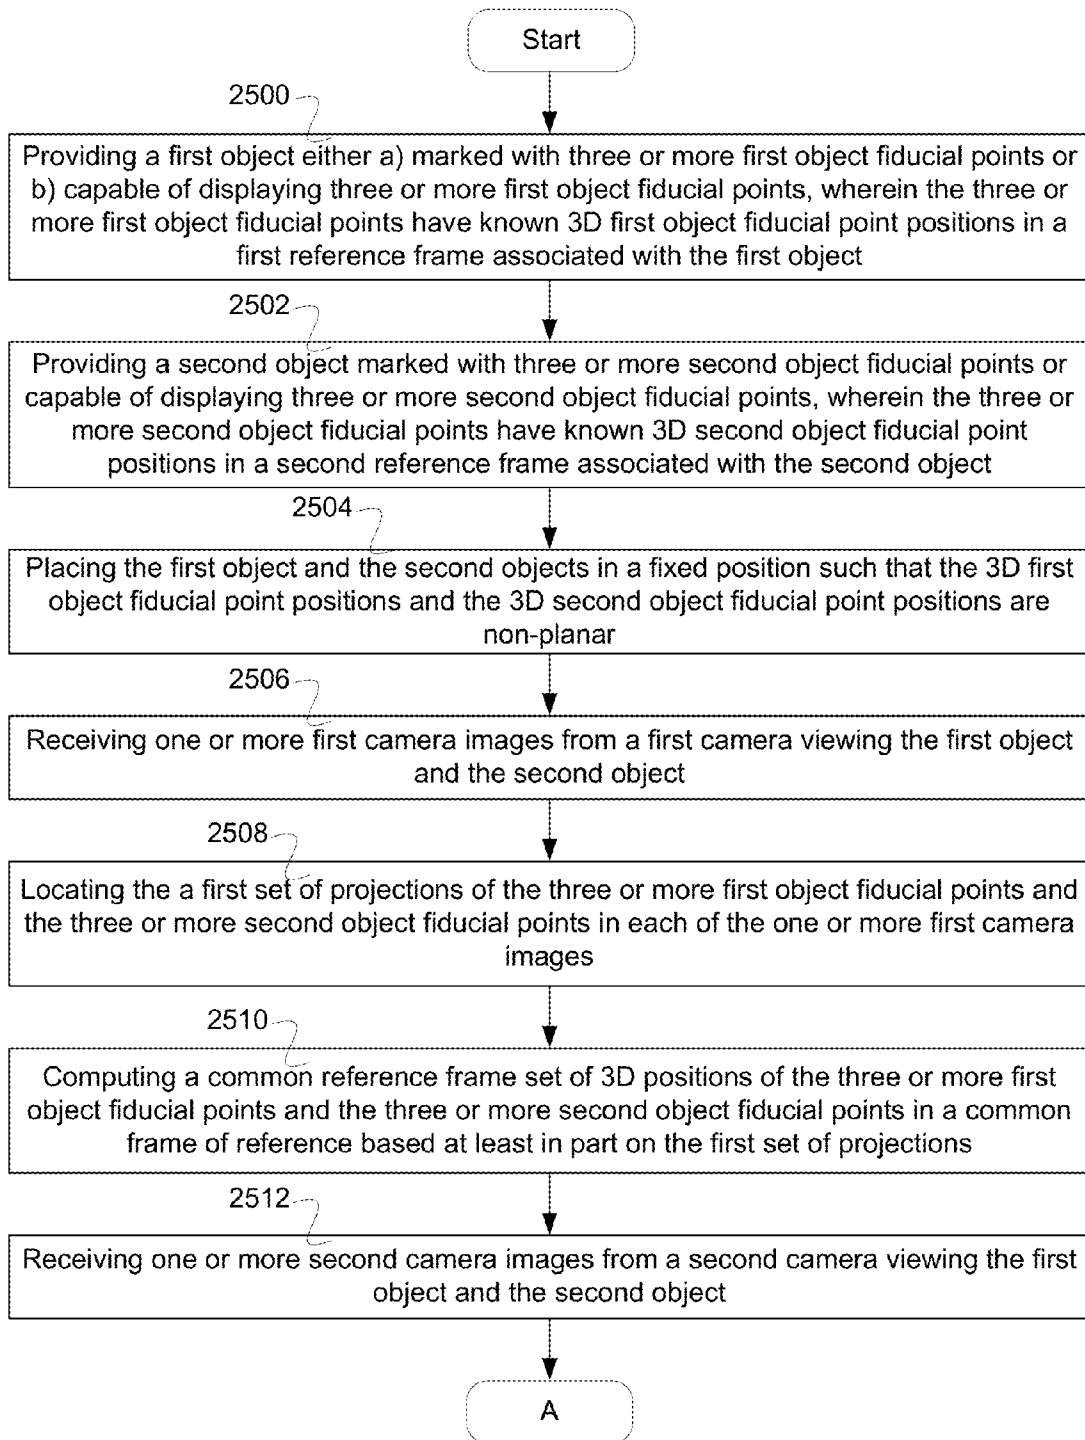 Start
2500
Providing a first object either a) marked with three or more first object fiducial points or
b) capable of displaying three or more first object fiducial points, wherein the three or
more first object fiducial points have known 3D first object fiducial point positions in a
first reference frame associated with the first object
2502
Providing a second object marked with three or more second object fiducial points or
capable of displaying three or more second object fiducial points, wherein the three or
more second object fiducial points have known 3D second object fiducial point
positions in a second reference frame associated with the second object
2504
Placing the first object and the second objects in a fixed position such that the 3D first
object fiducial point positions and the 3D second object fiducial point positions are
non-planar
2506
Receiving one or more first camera images from a first camera viewing the first object
and the second object
2508
Locating the a first set of projections of the three or more first object fiducial points and
the three or more second object fiducial points in each of the one or more first camera
images
2510
Computing a common reference frame set of 3D positions of the three or more first
object fiducial points and the three or more second object fiducial points in a common
frame of reference based at least in part on the first set of projections
2512
Receiving one or more second camera images from a second camera viewing the first
object and the second object
A